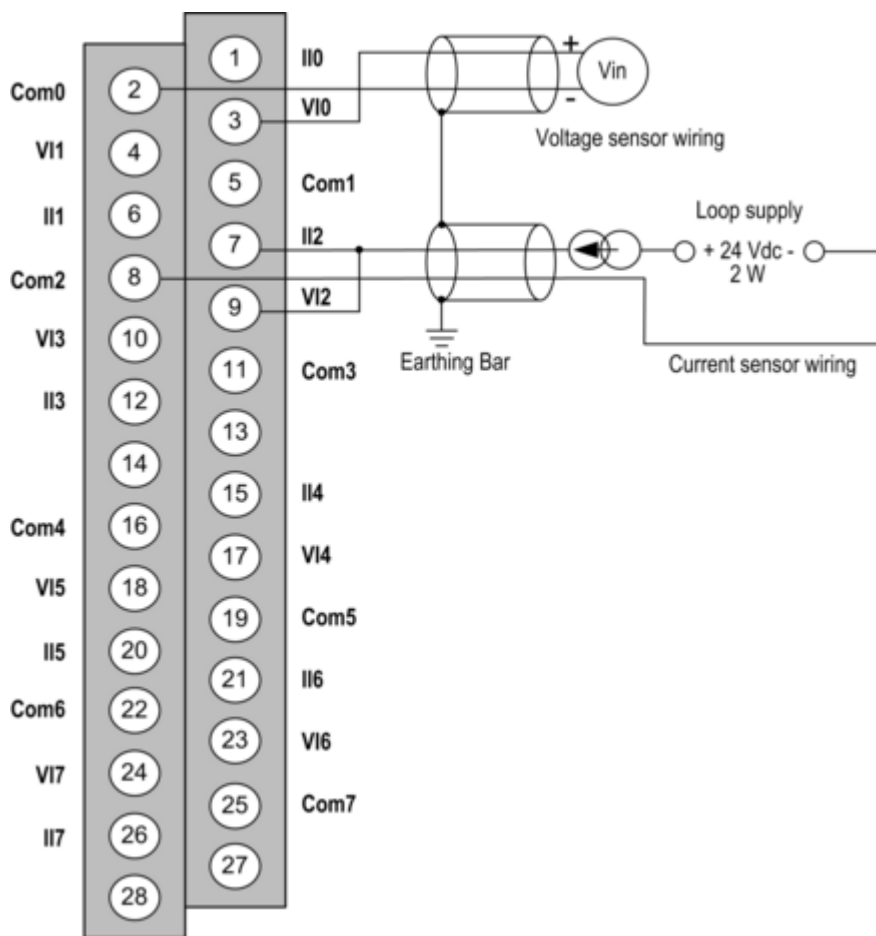 1 II0
Com0 2
+
Vin
3 VI0
-
Voltage sensor wiring
VI1 4
5 Com1
II1 6
Loop supply
7 II2
+ 24 Vdc -
2 W
Com2 8
9 VI2
VI3 10
Earthing Bar
Current sensor wiring
11 Com3
II3 12
13
14
15 II4
Com4 16
17 VI4
VI5 18
19 Com5
II5 20
21 II6
Com6 22
23 VI6
VI7 24
25 Com7
II7 26
27
28